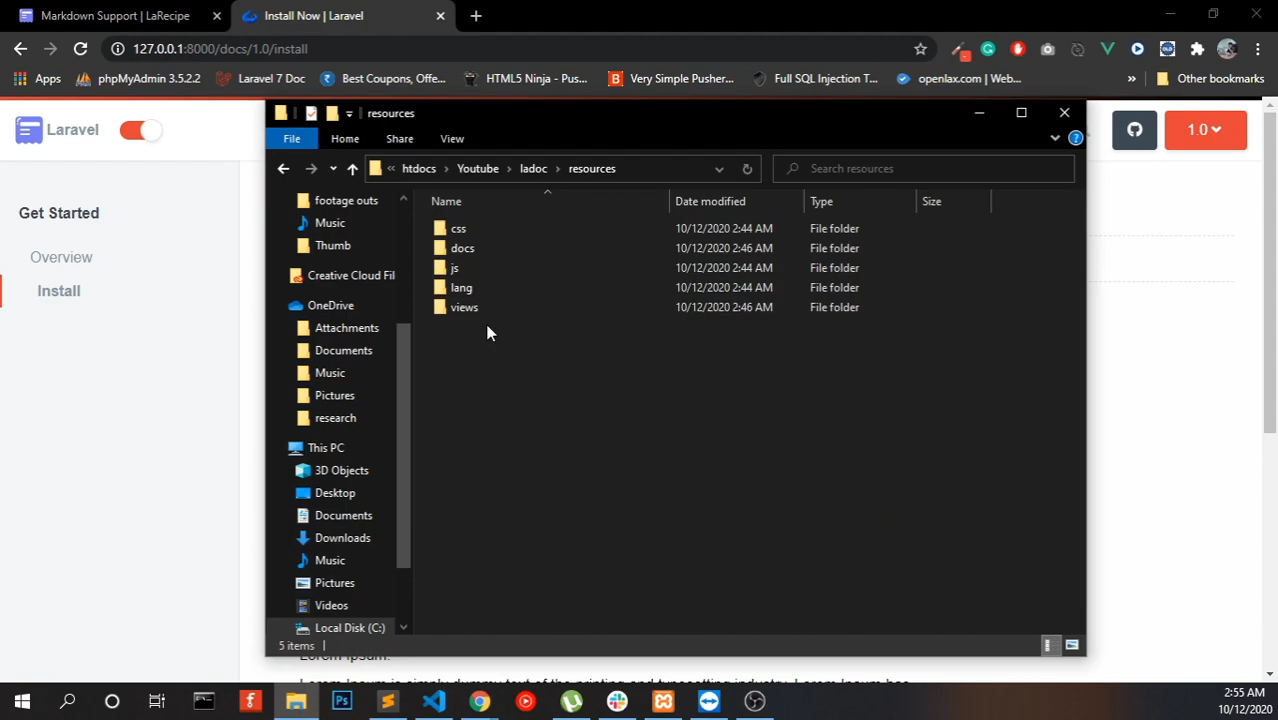 Markdown Support | LaRecipe
Install Now | Laravel
127.0.0.1:8000/docs/1.0/install
Apps
phpMyAdmin 3.5.2.2
Laravel 7 Doc
Best Coupons, Offe...
HTML5 Ninja - Pus...
Very Simple Pusher...
Full SQL Injection T...
openlax.com | Web...
»
Other bookmarks
Laravel
1.0
Get Started
Overview
Install
resources
File
Home
Share
View
« htdocs > Youtube > ladoc > resources
Search resources
footage outs
Music
Thumb
Creative Cloud Fil
OneDrive
Attachments
Documents
Music
Pictures
research
This PC
3D Objects
Desktop
Documents
Downloads
Music
Pictures
Videos
Local Disk (C:)
Name Date modified Type Size
css 10/12/2020 2:44 AM File folder
docs 10/12/2020 2:46 AM File folder
js 10/12/2020 2:44 AM File folder
lang 10/12/2020 2:44 AM File folder
views 10/12/2020 2:46 AM File folder
5 items
2:55 AM
10/12/2020